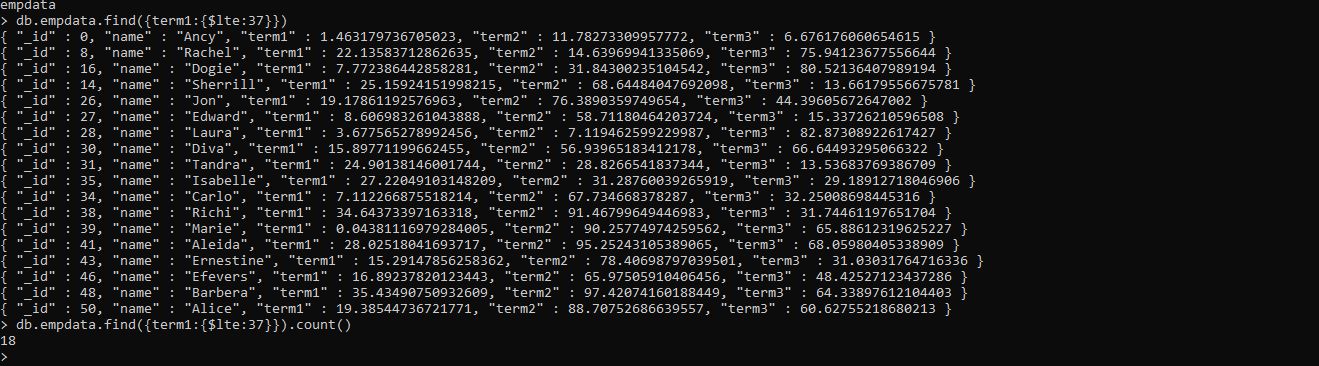 empdata
> db.empdata.find({term1:{$lte:37}})
{ "_id" : 0, "name" : "Ancy", "term1" : 1.463179736705023, "term2" : 11.78273309957772, "term3" : 6.676176060654615 }
{ "_id" : 8, "name" : "Rachel", "term1" : 22.13583712862635, "term2" : 14.63969941335069, "term3" : 75.94123677556644 }
{ "_id" : 16, "name" : "Dogie", "term1" : 7.772386442858281, "term2" : 31.84300235104542, "term3" : 80.52136407989194 }
{ "_id" : 14, "name" : "Sherrill", "term1" : 25.15924151998215, "term2" : 68.64484047692098, "term3" : 13.66179556675781 }
{ "_id" : 26, "name" : "Jon", "term1" : 19.17861192576963, "term2" : 76.3890359749654, "term3" : 44.39605672647002 }
{ "_id" : 27, "name" : "Edward", "term1" : 8.606983261043888, "term2" : 58.71180464203724, "term3" : 15.33726210596508 }
{ "_id" : 28, "name" : "Laura", "term1" : 3.677565278992456, "term2" : 7.119462599229987, "term3" : 82.87308922617427 }
{ "_id" : 30, "name" : "Diva", "term1" : 15.89771199662455, "term2" : 56.93965183412178, "term3" : 66.64493295066322 }
{ "_id" : 31, "name" : "Tandra", "term1" : 24.90138146001744, "term2" : 28.8266541837344, "term3" : 13.53683769386709 }
{ "_id" : 35, "name" : "Isabelle", "term1" : 27.22049103148209, "term2" : 31.28760039265919, "term3" : 29.18912718046906 }
{ "_id" : 34, "name" : "Carlo", "term1" : 7.112266875518214, "term2" : 67.734668378287, "term3" : 32.25008698445316 }
{ "_id" : 38, "name" : "Richi", "term1" : 34.64373397163318, "term2" : 91.46799649446983, "term3" : 31.74461197651704 }
{ "_id" : 39, "name" : "Marie", "term1" : 0.04381116979284005, "term2" : 90.25774974259562, "term3" : 65.88612319625227 }
{ "_id" : 41, "name" : "Aleida", "term1" : 28.02518041693717, "term2" : 95.25243105389065, "term3" : 68.05980405338909 }
{ "_id" : 43, "name" : "Ernestine", "term1" : 15.29147856258362, "term2" : 78.40698797039501, "term3" : 31.03031764716336 }
{ "_id" : 46, "name" : "Efevers", "term1" : 16.89237820123443, "term2" : 65.97505910406456, "term3" : 48.42527123437286 }
{ "_id" : 48, "name" : "Barbera", "term1" : 35.43490750932609, "term2" : 97.42074160188449, "term3" : 64.33897612104403 }
{ "_id" : 50, "name" : "Alice", "term1" : 19.38544736721771, "term2" : 88.70752686639557, "term3" : 60.62755218680213 }
> db.empdata.find({term1:{$lte:37}}).count()
18
>